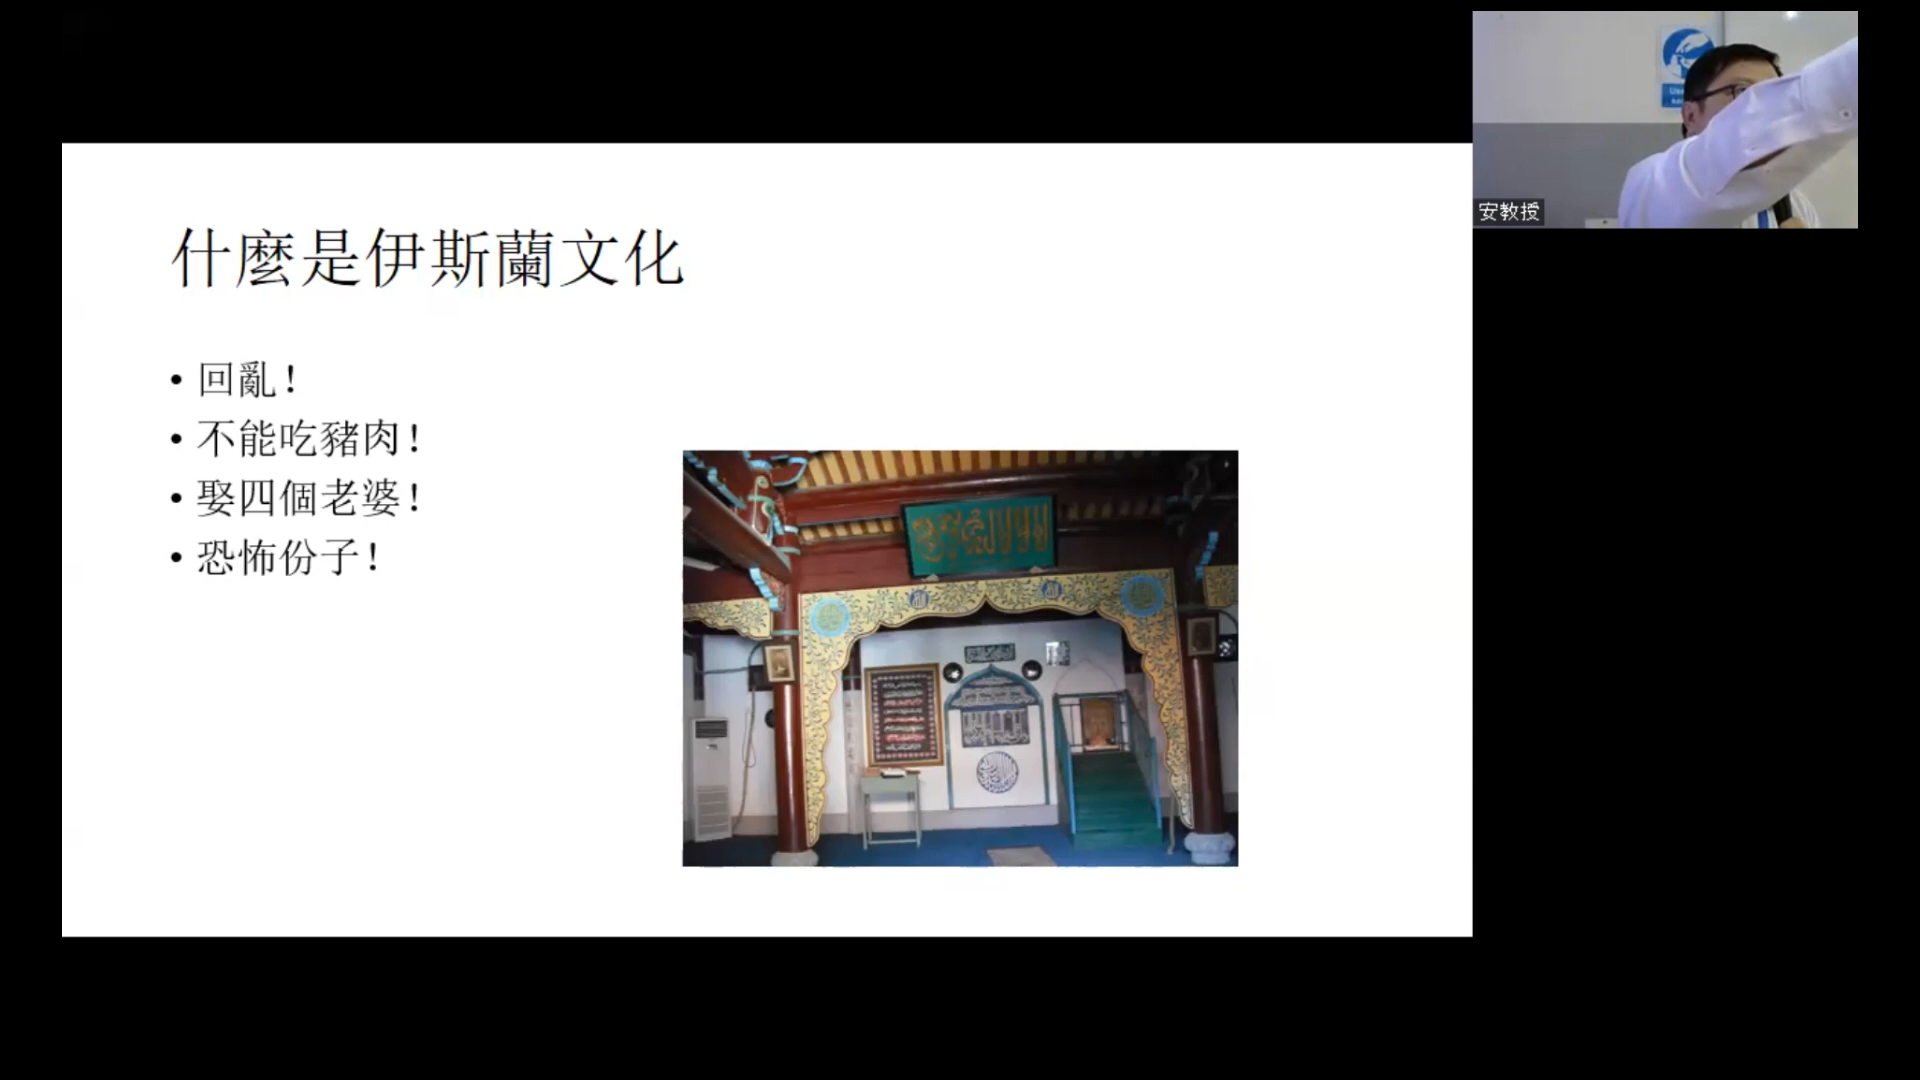 什麼是伊斯蘭文化
• 回亂！
• 不能吃豬肉！
• 娶四個老婆！
• 恐怖份子！
安教授